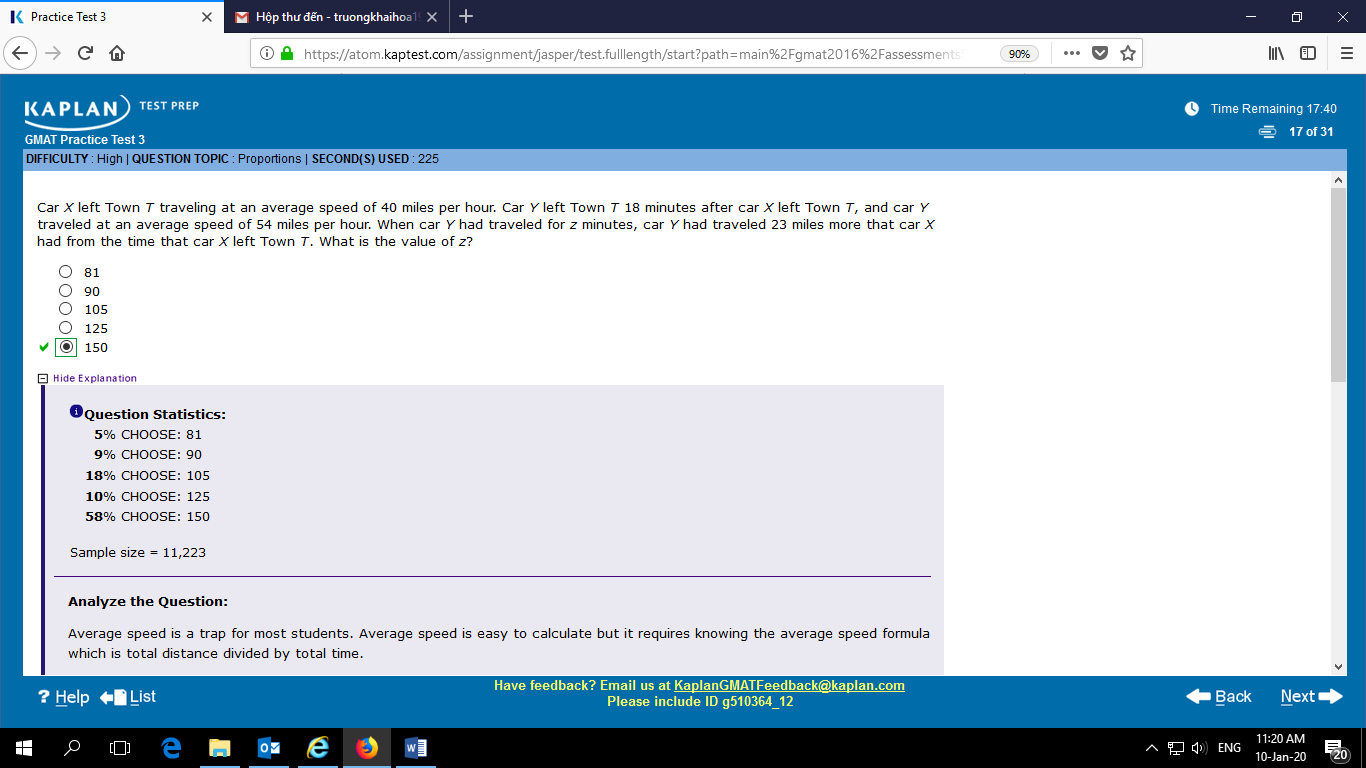 Practice Test 3
Hộp thư đến - truongkhaihoa1
https://atom.kaptest.com/assignment/jasper/test.fulllength/start?path=main%2Fgmat2016%2Fassessments
90%
KAPLAN TEST PREP
GMAT Practice Test 3
Time Remaining 17:40
17 of 31
DIFFICULTY : High | QUESTION TOPIC : Proportions | SECOND(S) USED : 225
Car X left Town T traveling at an average speed of 40 miles per hour. Car Y left Town T 18 minutes after car X left Town T, and car Y
traveled at an average speed of 54 miles per hour. When car Y had traveled for z minutes, car Y had traveled 23 miles more that car X
had from the time that car X left Town T. What is the value of z?
81
90
105
125
150
Hide Explanation
Question Statistics:
5% CHOOSE: 81
9% CHOOSE: 90
18% CHOOSE: 105
10% CHOOSE: 125
58% CHOOSE: 150
Sample size = 11,223
Analyze the Question:
Average speed is a trap for most students. Average speed is easy to calculate but it requires knowing the average speed formula
which is total distance divided by total time.
? Help
List
Have feedback? Email us at KaplanGMATFeedback@kaplan.com
Please include ID g510364_12
Back
Next
ENG
11:20 AM
10-Jan-20
20